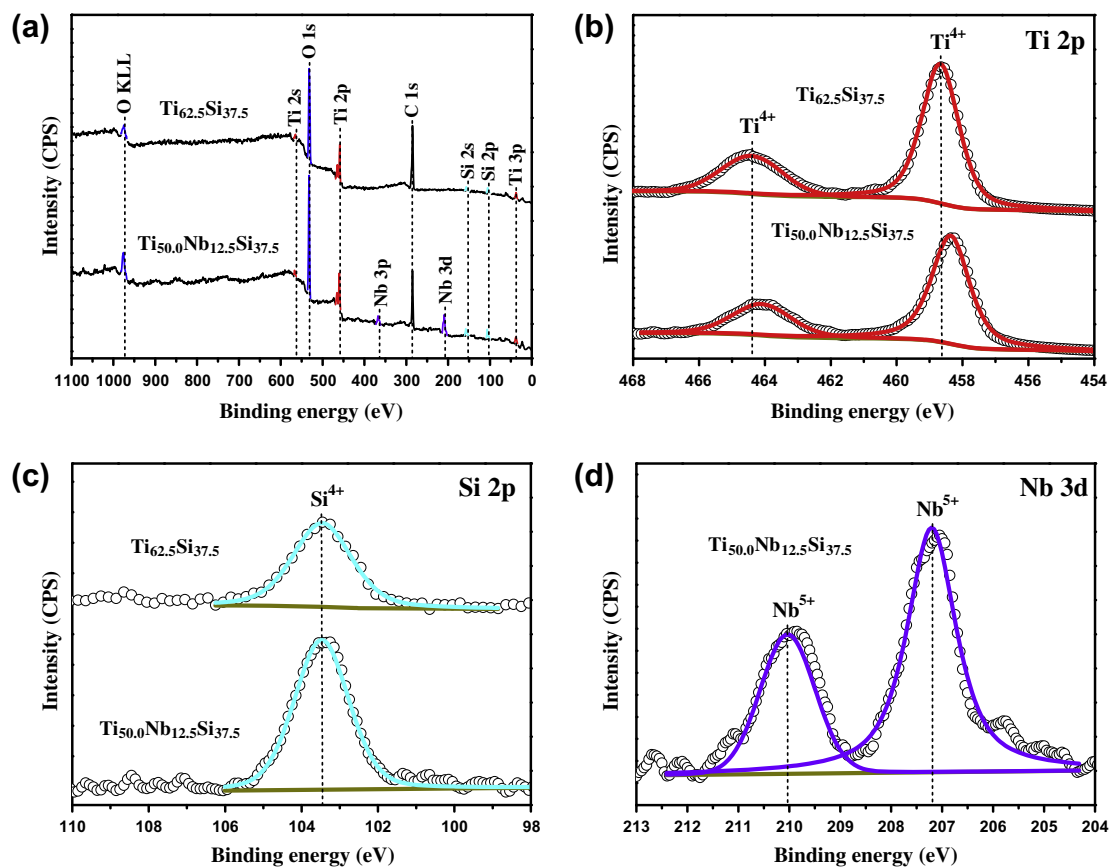 (a)
O KLL
Ti 2s
O 1s
Ti 2p
C 1s
Si 2s
Si 2p
Ti 3p
Ti62.5Si37.5
Ti50.0Nb12.5Si37.5
Nb 3p
Nb 3d
Intensity (CPS)
1100 1000 900 800 700 600 500 400 300 200 100 0
Binding energy (eV)
(b)
Ti 2p
Ti4+
Ti62.5Si37.5
Ti4+
Ti50.0Nb12.5Si37.5
Intensity (CPS)
468 466 464 462 460 458 456 454
Binding energy (eV)
(c)
Si 2p
Si4+
Ti62.5Si37.5
Ti50.0Nb12.5Si37.5
Intensity (CPS)
110 108 106 104 102 100 98
Binding energy (eV)
(d)
Nb 3d
Nb5+
Ti50.0Nb12.5Si37.5
Nb5+
Intensity (CPS)
213 212 211 210 209 208 207 206 205 204
Binding energy (eV)